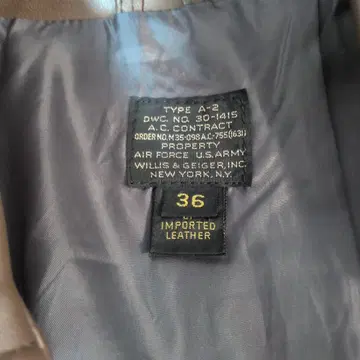 TYPE A-2
DWG. NO. 30-1415
A.C. CONTRACT
ORDER NO. M35-098 A.C.-755(1631)
PROPERTY
AIR FORCE U.S. ARMY
WILLIS & GEIGER, INC.
NEW YORK, N.Y.
36
IMPORTED
LEATHER